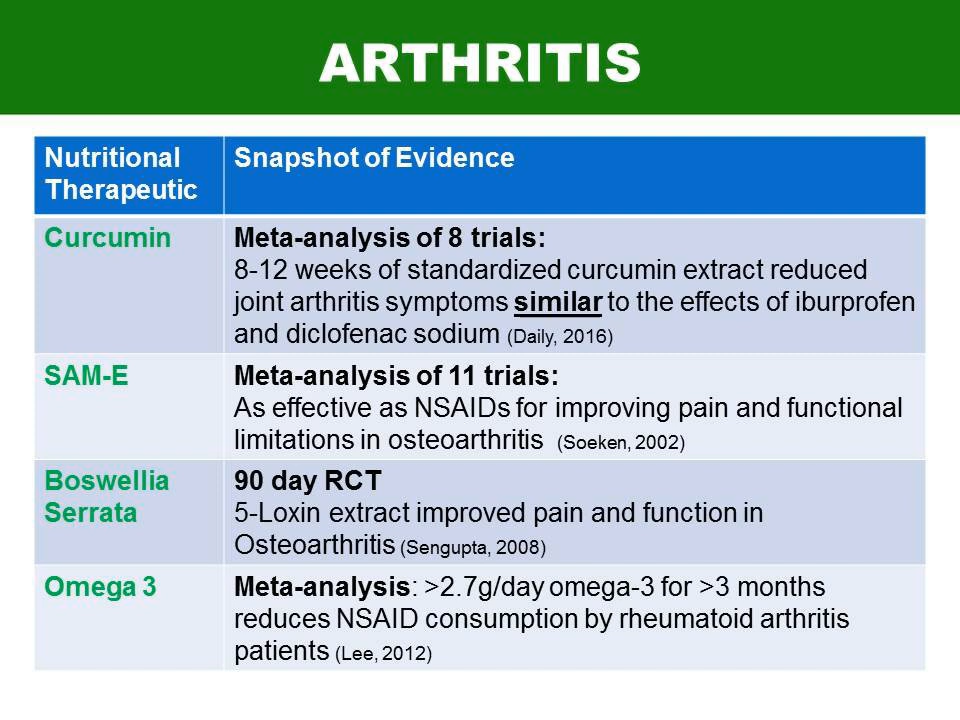 ARTHRITIS
Nutritional
Therapeutic
Snapshot of Evidence
Curcumin
Meta-analysis of 8 trials:
8-12 weeks of standardized curcumin extract reduced
joint arthritis symptoms similar to the effects of iburprofen
and diclofenac sodium (Daily, 2016)
SAM-E
Meta-analysis of 11 trials:
As effective as NSAIDs for improving pain and functional
limitations in osteoarthritis (Soeken, 2002)
Boswellia
Serrata
90 day RCT
5-Loxin extract improved pain and function in
Osteoarthritis (Sengupta, 2008)
Omega 3
Meta-analysis: >2.7g/day omega-3 for >3 months
reduces NSAID consumption by rheumatoid arthritis
patients (Lee, 2012)